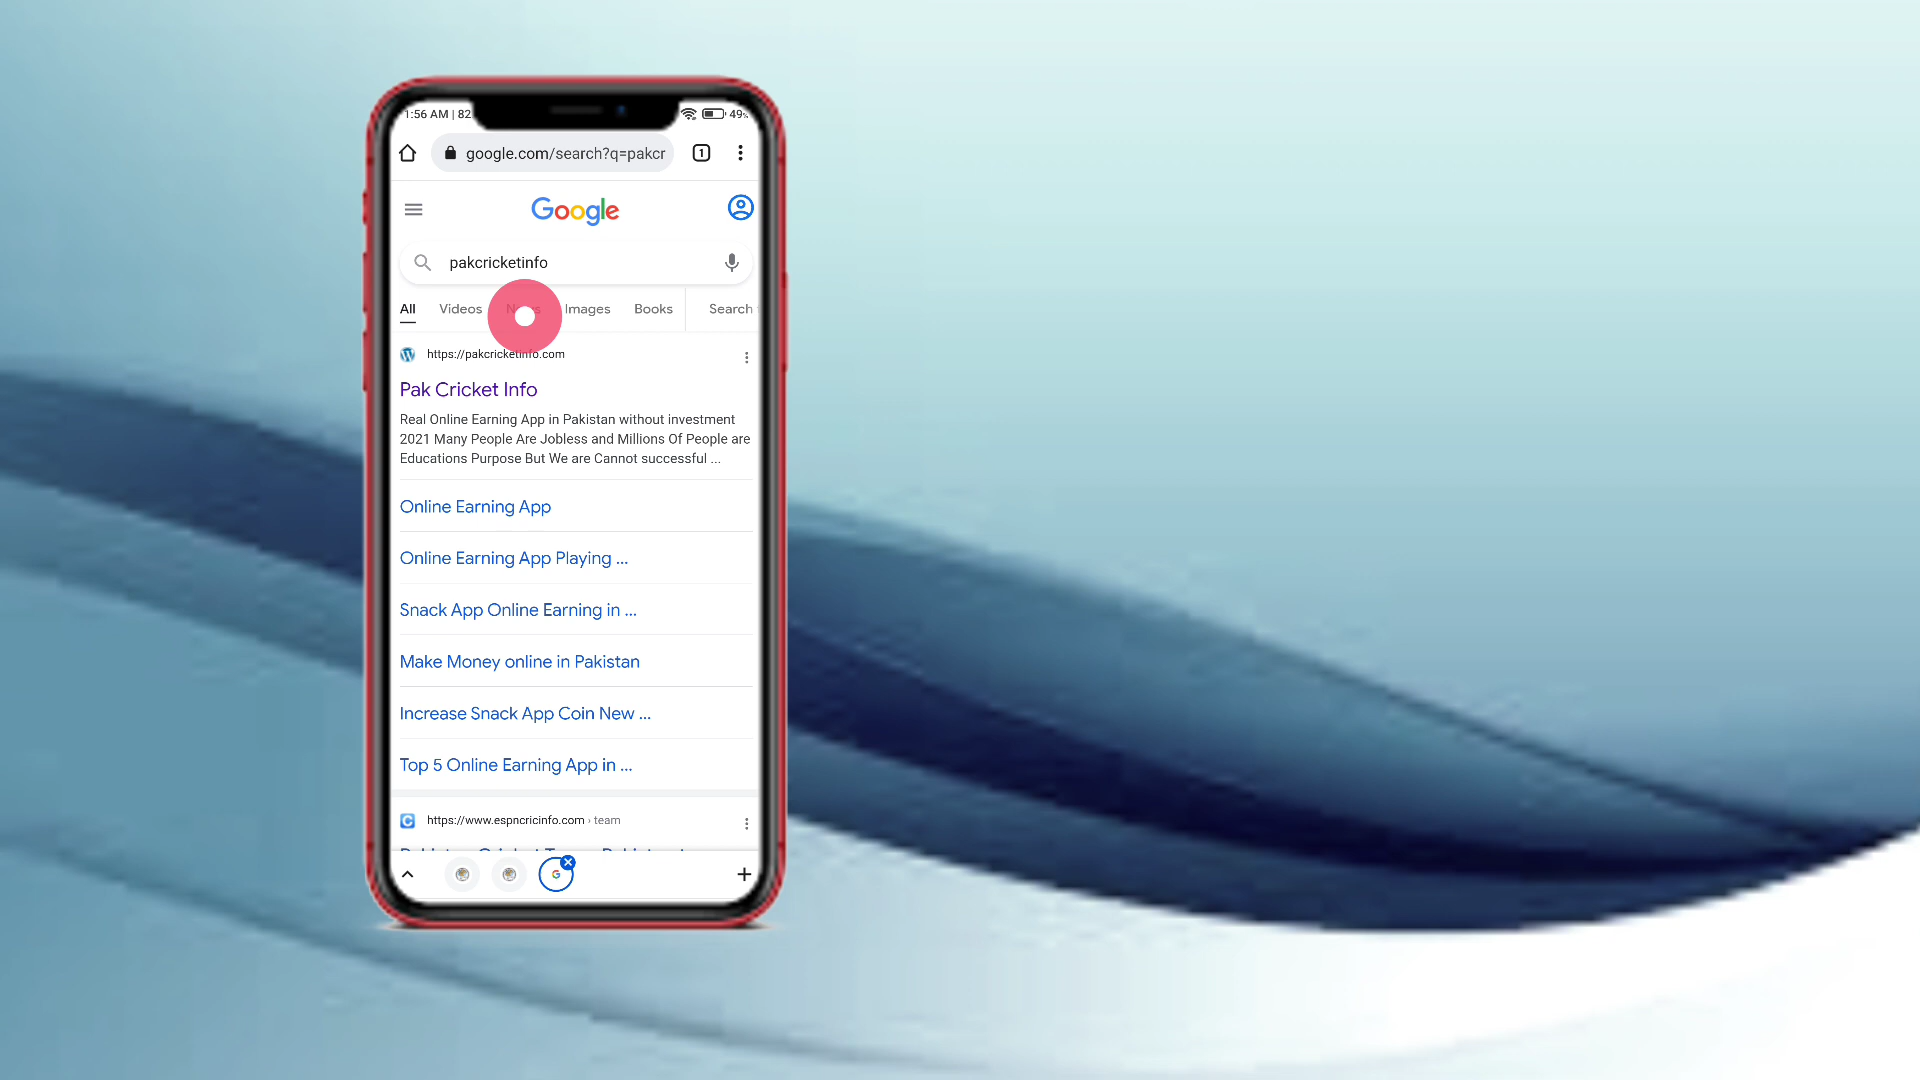 1:56 AM | 82
49%
google.com/search?q=pakcr
1
Google
pakcricketinfo
All Videos News Images Books Search
https://pakcricketinfo.com
Pak Cricket Info
Real Online Earning App in Pakistan without investment
2021 Many People Are Jobless and Millions Of People are
Educations Purpose But We are Cannot successful ...
Online Earning App
Online Earning App Playing ...
Snack App Online Earning in ...
Make Money online in Pakistan
Increase Snack App Coin New ...
Top 5 Online Earning App in ...
https://www.espncricinfo.com › team